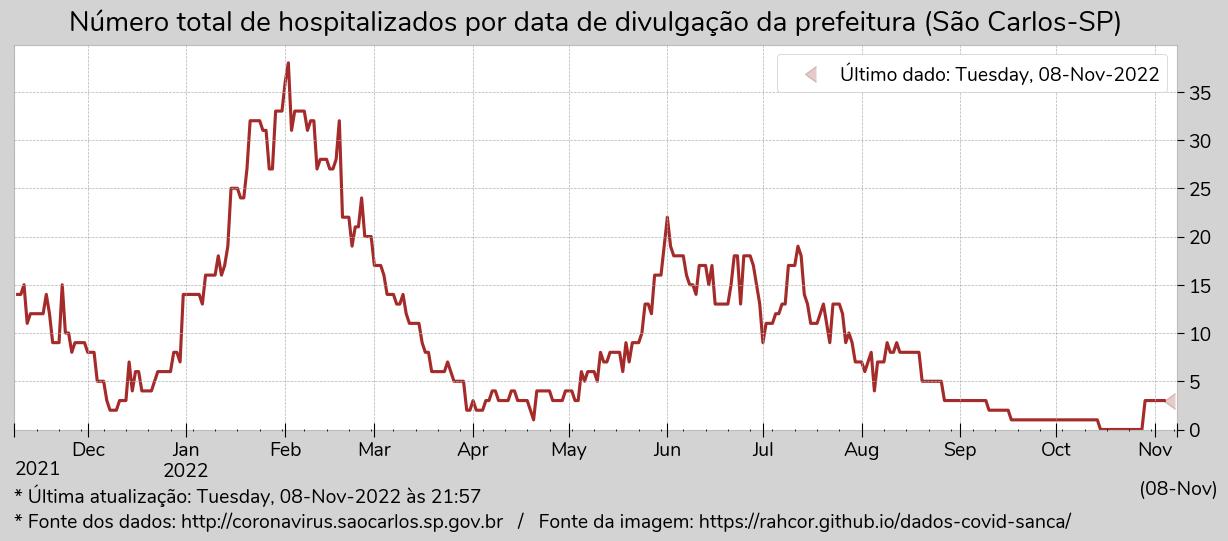 Número total de hospitalizados por data de divulgação da prefeitura (São Carlos-SP)
Último dado: Tuesday, 08-Nov-2022
35
30
25
20
15
10
5
0
Dec Jan Feb Mar Apr May Jun Jul Aug Sep Oct Nov
2021 2022
(08-Nov)
* Última atualização: Tuesday, 08-Nov-2022 às 21:57
* Fonte dos dados: http://coronavirus.saocarlos.sp.gov.br / Fonte da imagem: https://rahcor.github.io/dados-covid-sanca/